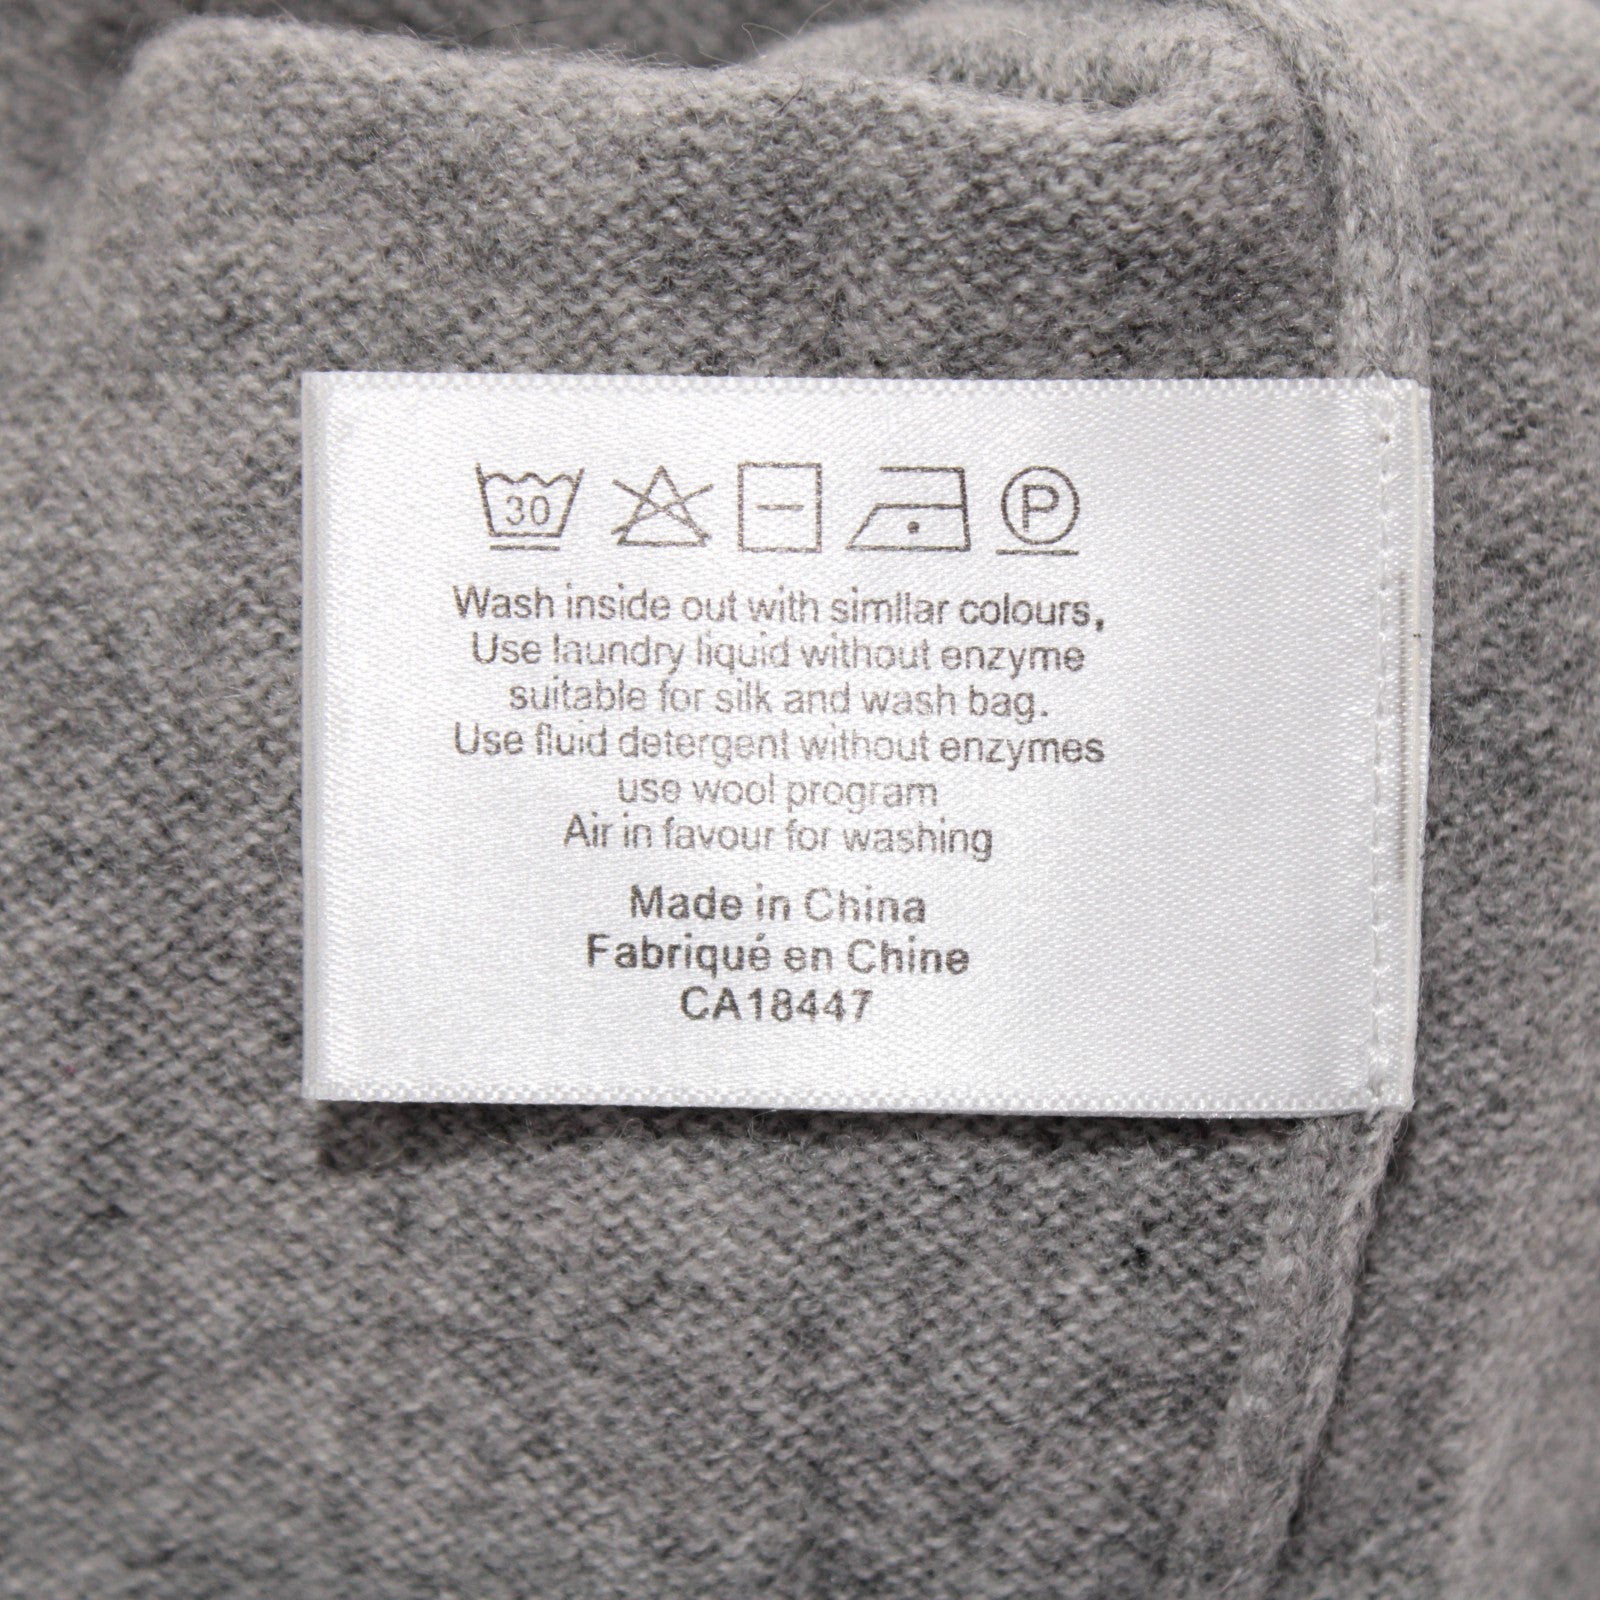 30 P
Wash inside out with simllar colours,
Use laundry liquid without enzyme
suitable for silk and wash bag.
Use fluid detergent without enzymes
use wool program
Air in favour for washing
Made in China
Fabriqué en Chine
CA18447